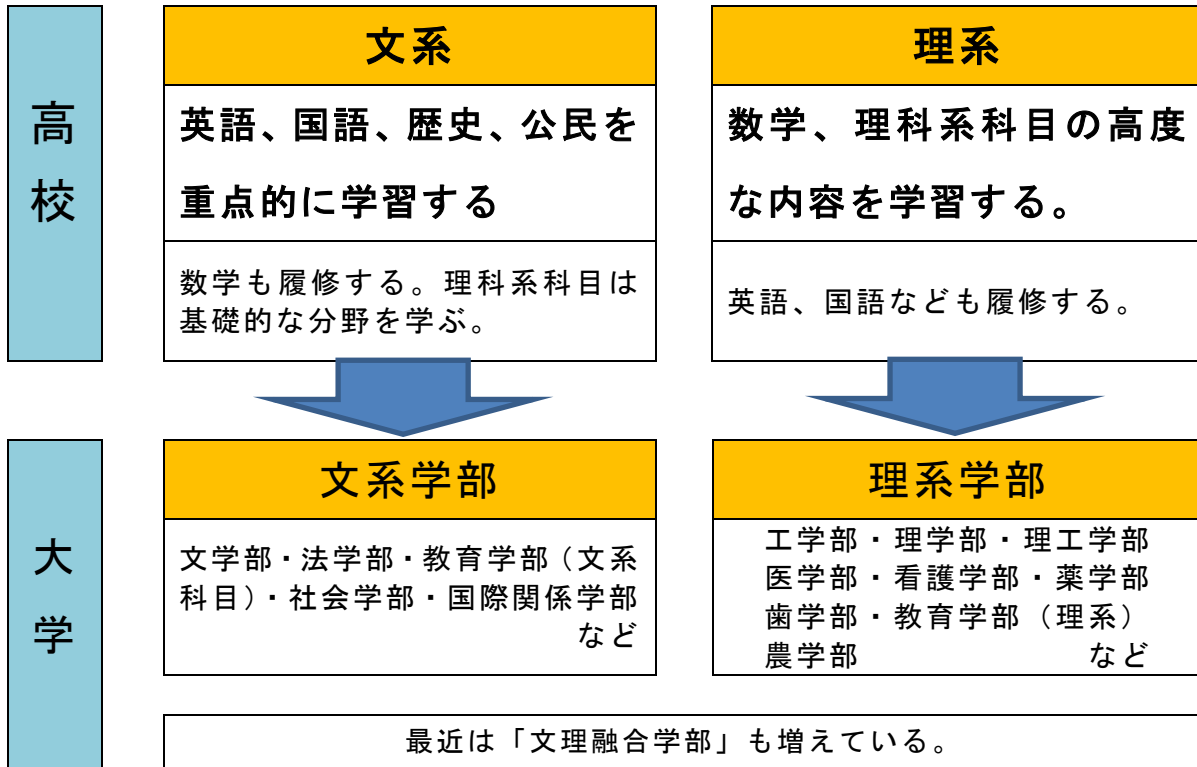 高校
文系
英語、国語、歴史、公民を
重点的に学習する
数学も履修する。理科系科目は
基礎的な分野を学ぶ。
理系
数学、理科系科目の高度
な内容を学習する。
英語、国語なども履修する。
大学
文系学部
文学部・法学部・教育学部（文系
科目）・社会学部・国際関係学部
など
理系学部
工学部・理学部・理工学部
医学部・看護学部・薬学部
歯学部・教育学部（理系）
農学部　など
最近は「文理融合学部」も増えている。